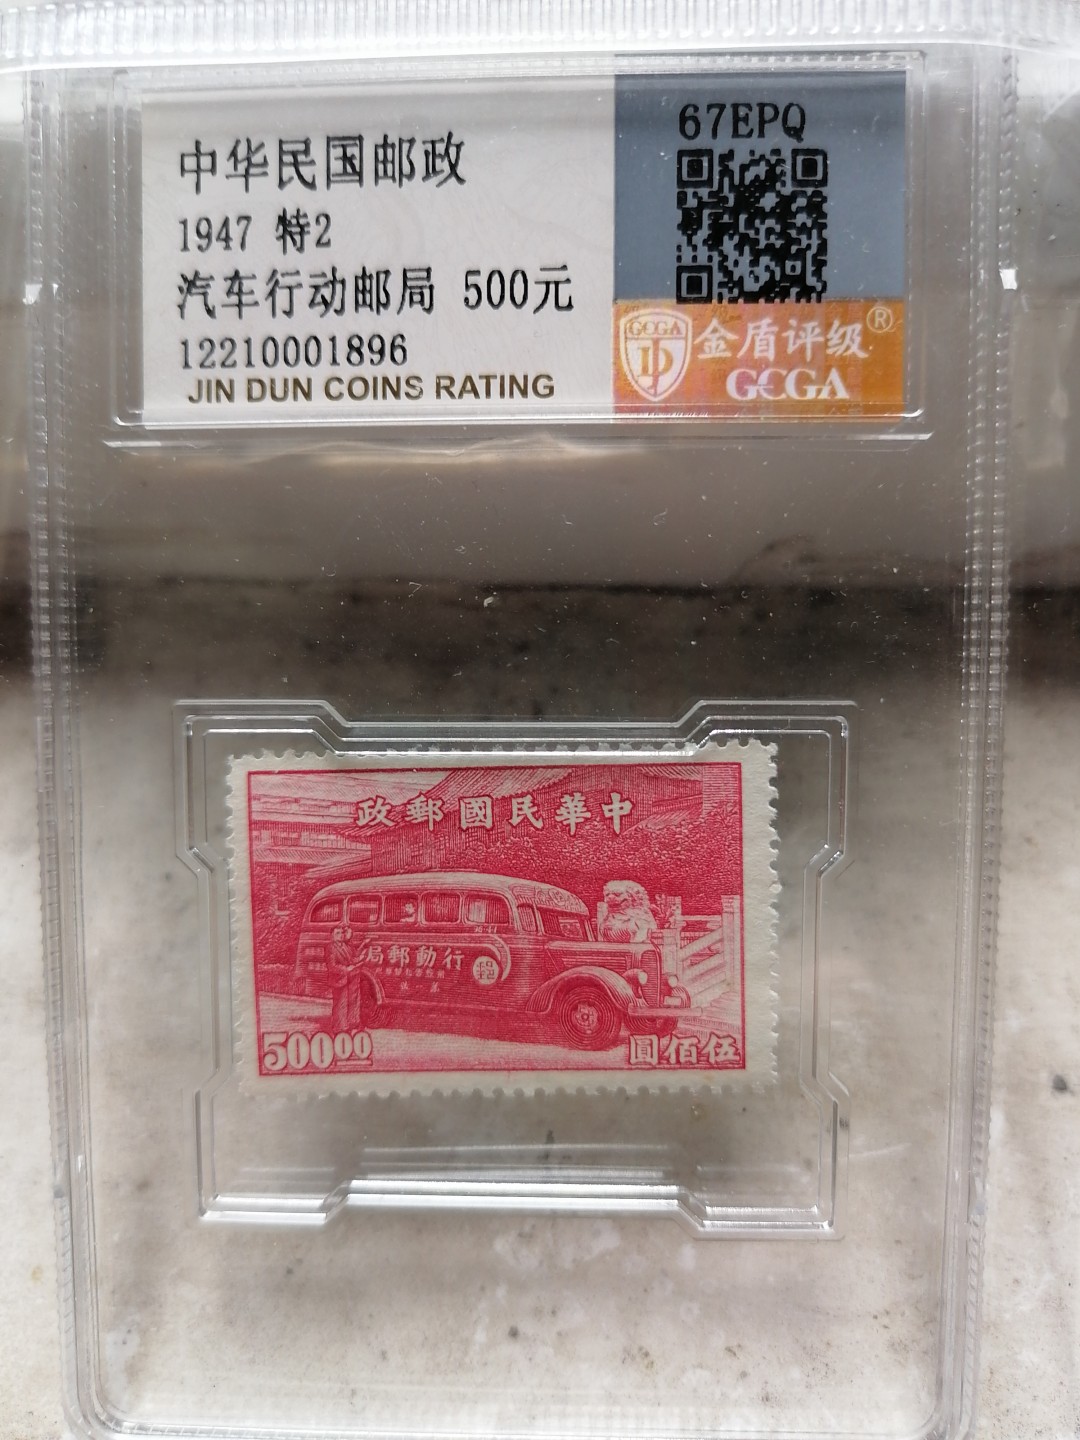 中华民国邮政
1947 特2
汽车行动邮局 500元
12210001896
JIN DUN COINS RATING
67EPQ
GCGA
金盾评级®
GCGA
政郵國民華中
局郵動行
50000
圓佰伍